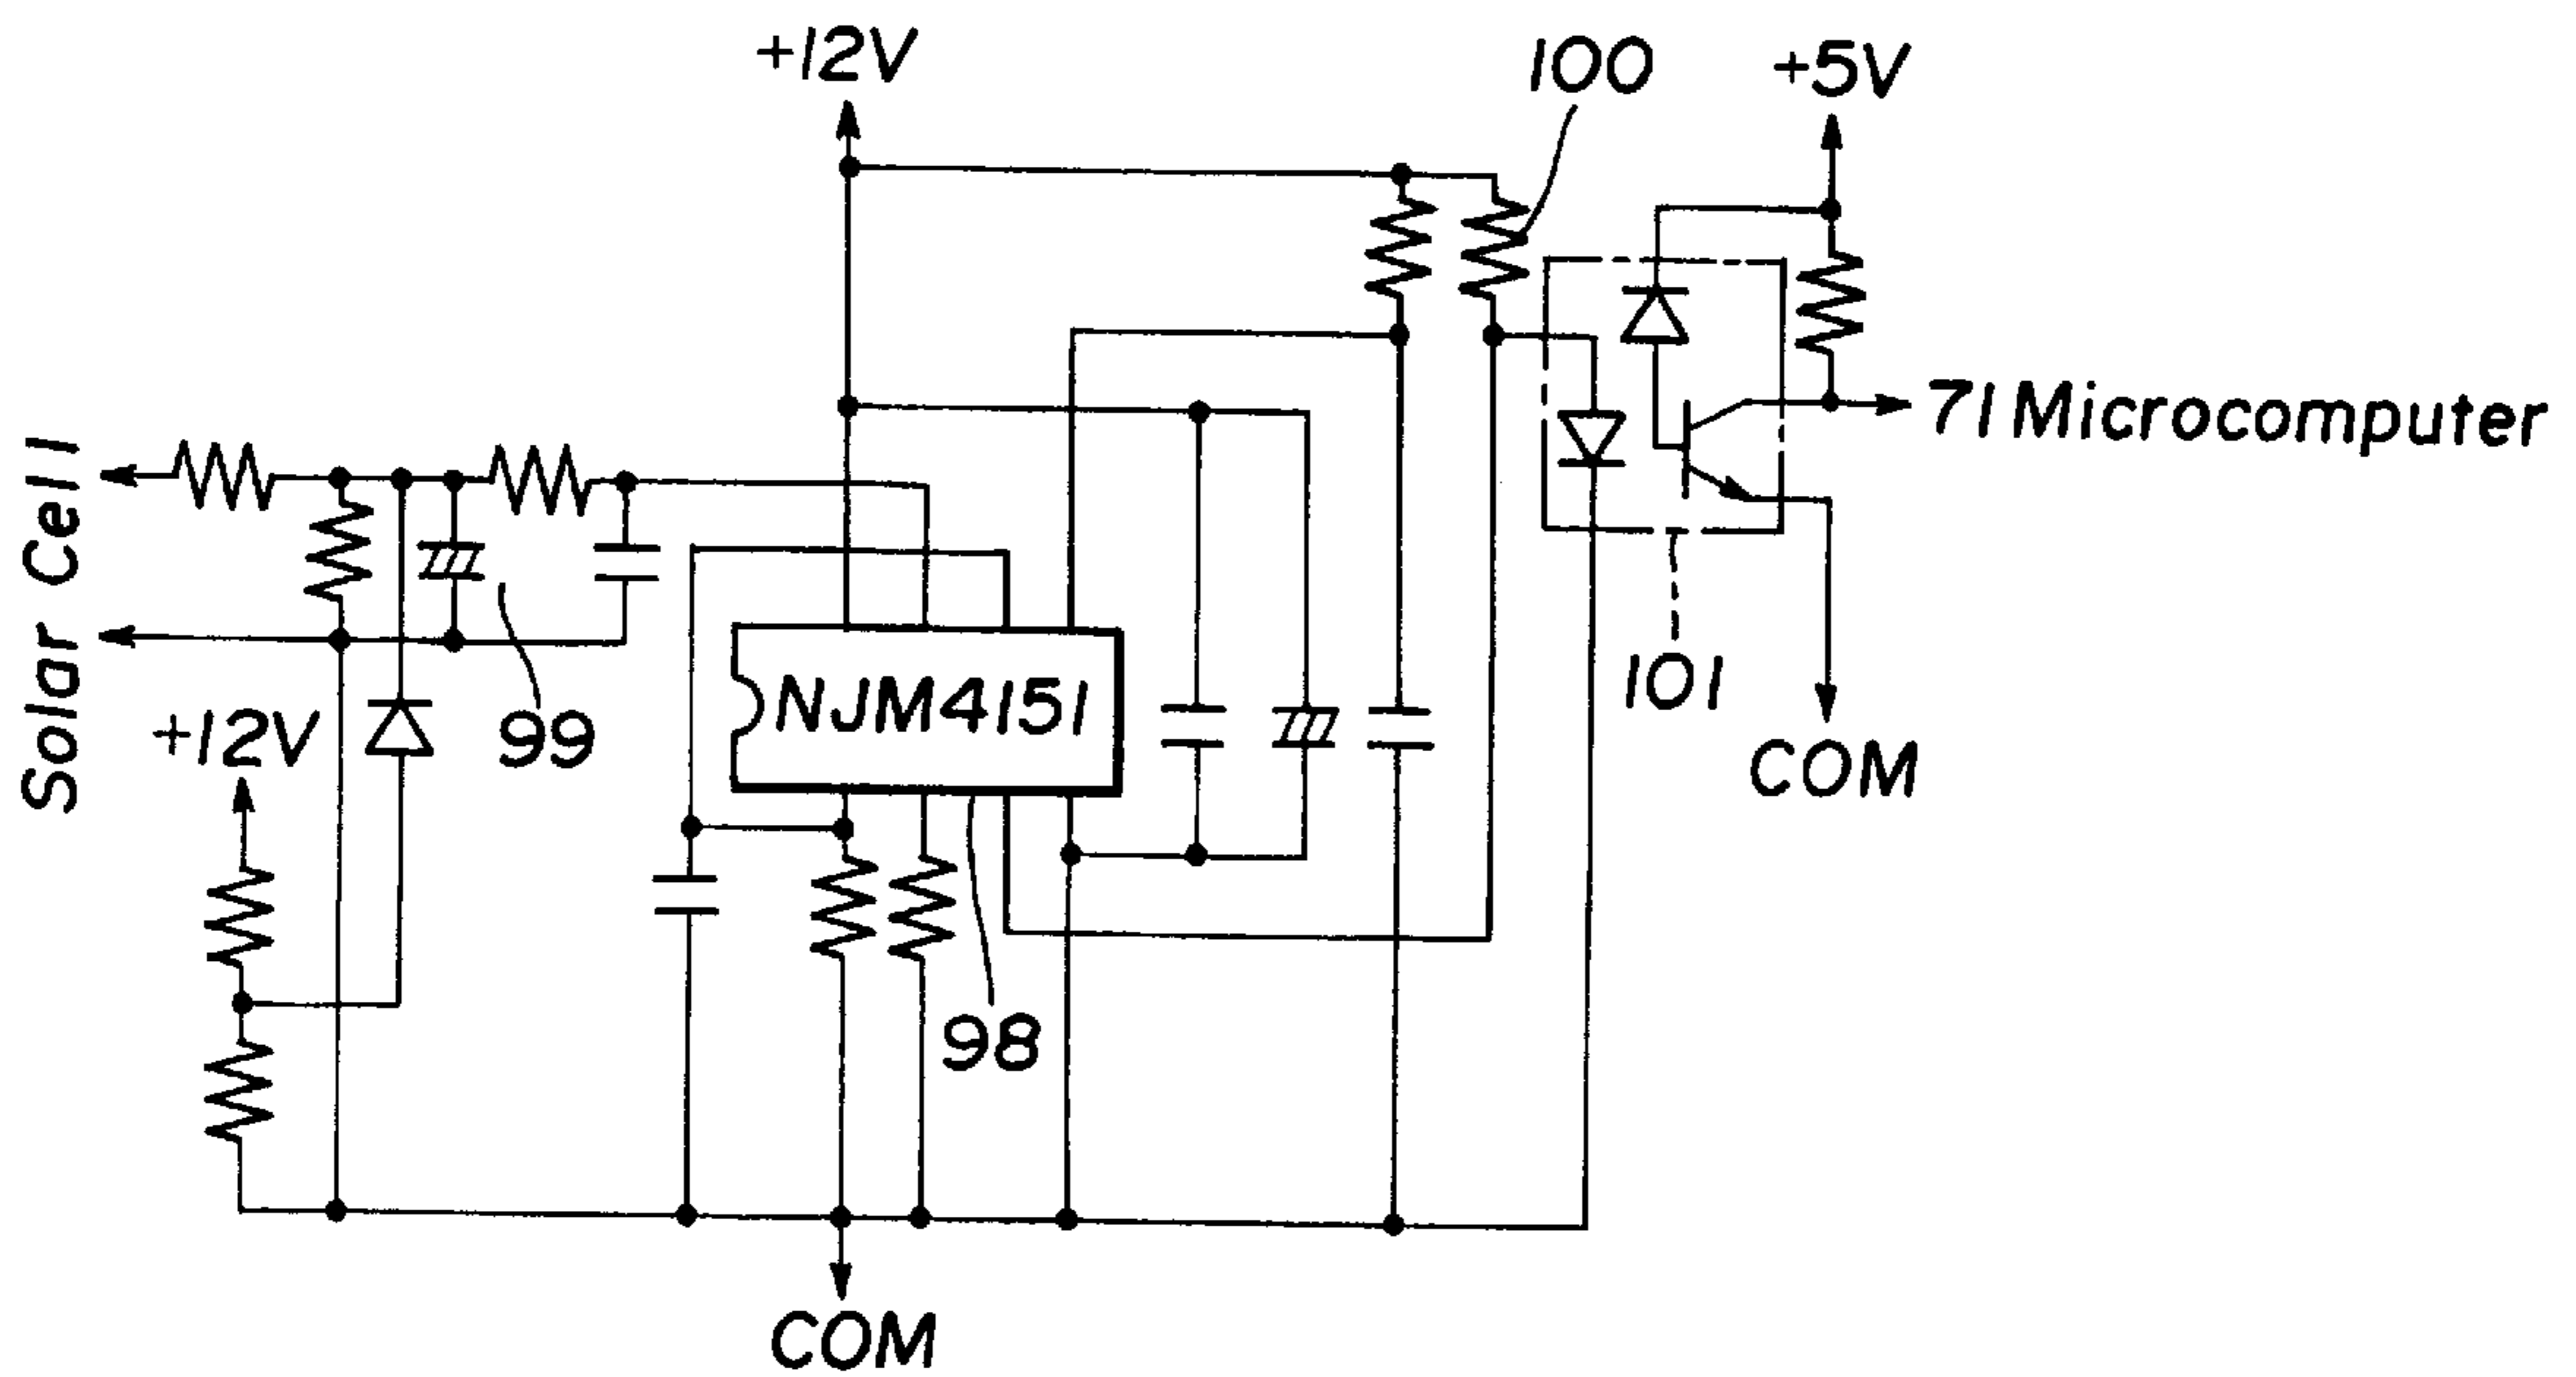 +12V
100
+5V
71 Microcomputer
Solar Cell
+12V
99
NJM4151
101
COM
98
COM